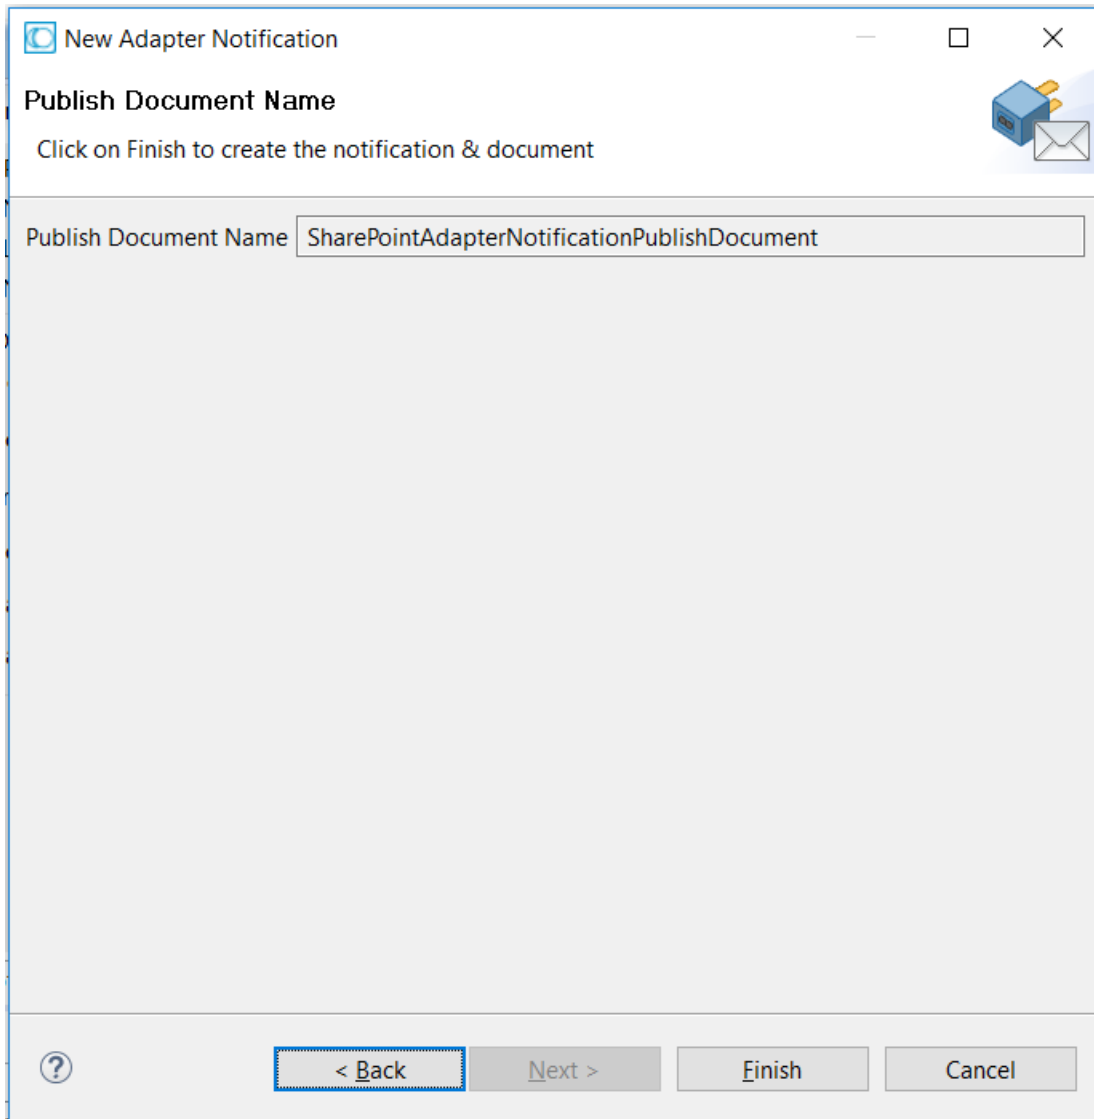 New Adapter Notification
Publish Document Name
Click on Finish to create the notification & document
Publish Document Name SharePointAdapterNotificationPublishDocument
? < Back Next > Finish Cancel